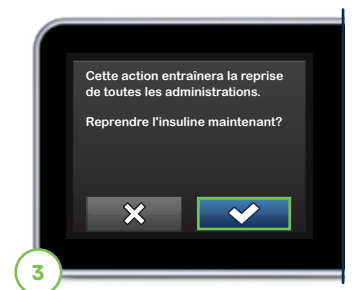 Cette action entraînera la reprise
de toutes les administrations.
Reprendre l'insuline maintenant?
3